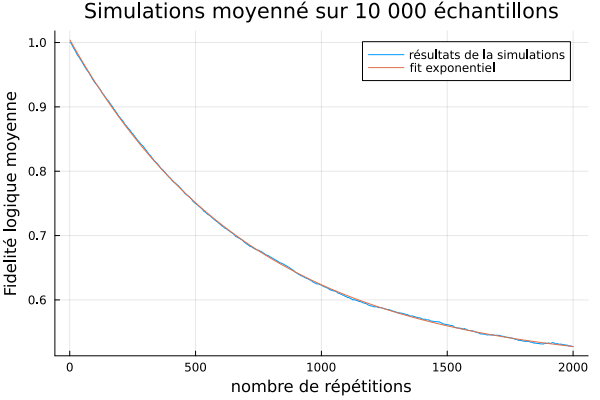 Simulations moyenné sur 10 000 échantillons
résultats de la simulations
fit exponentiel
Fidelité logique moyenne
1.0
0.9
0.8
0.7
0.6
0
500
1000
1500
2000
nombre de répétitions